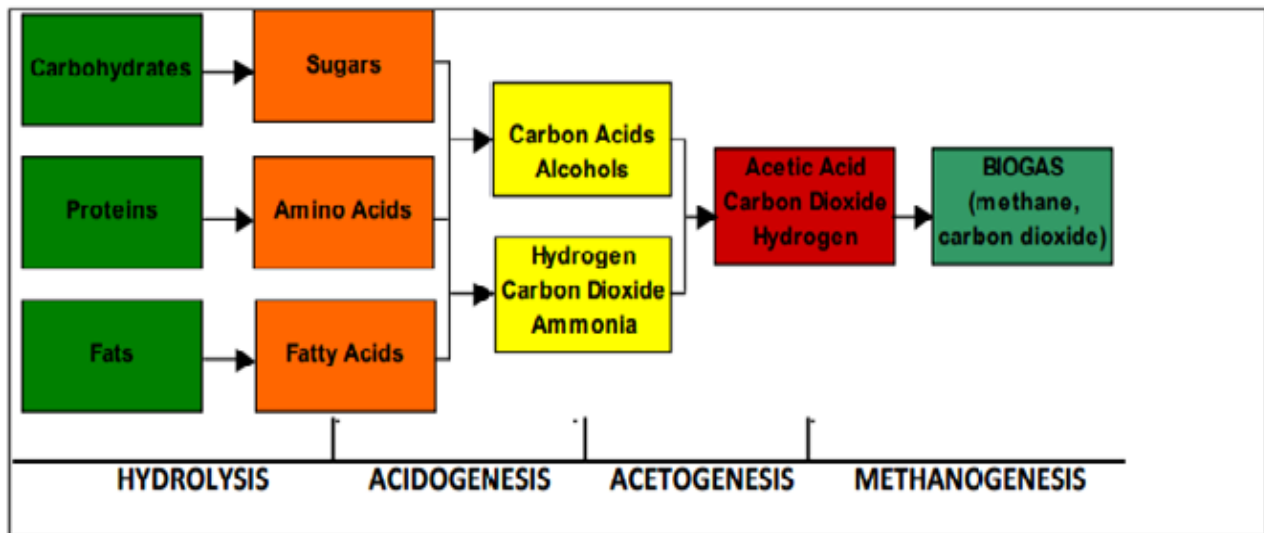 Carbohydrates
Sugars
Proteins
Amino Acids
Fats
Fatty Acids
Carbon Acids
Alcohols
Hydrogen
Carbon Dioxide
Ammonia
Acetic Acid
Carbon Dioxide
Hydrogen
BIOGAS
(methane,
carbon dioxide)
HYDROLYSIS
ACIDOGENESIS
ACETOGENESIS
METHANOGENESIS